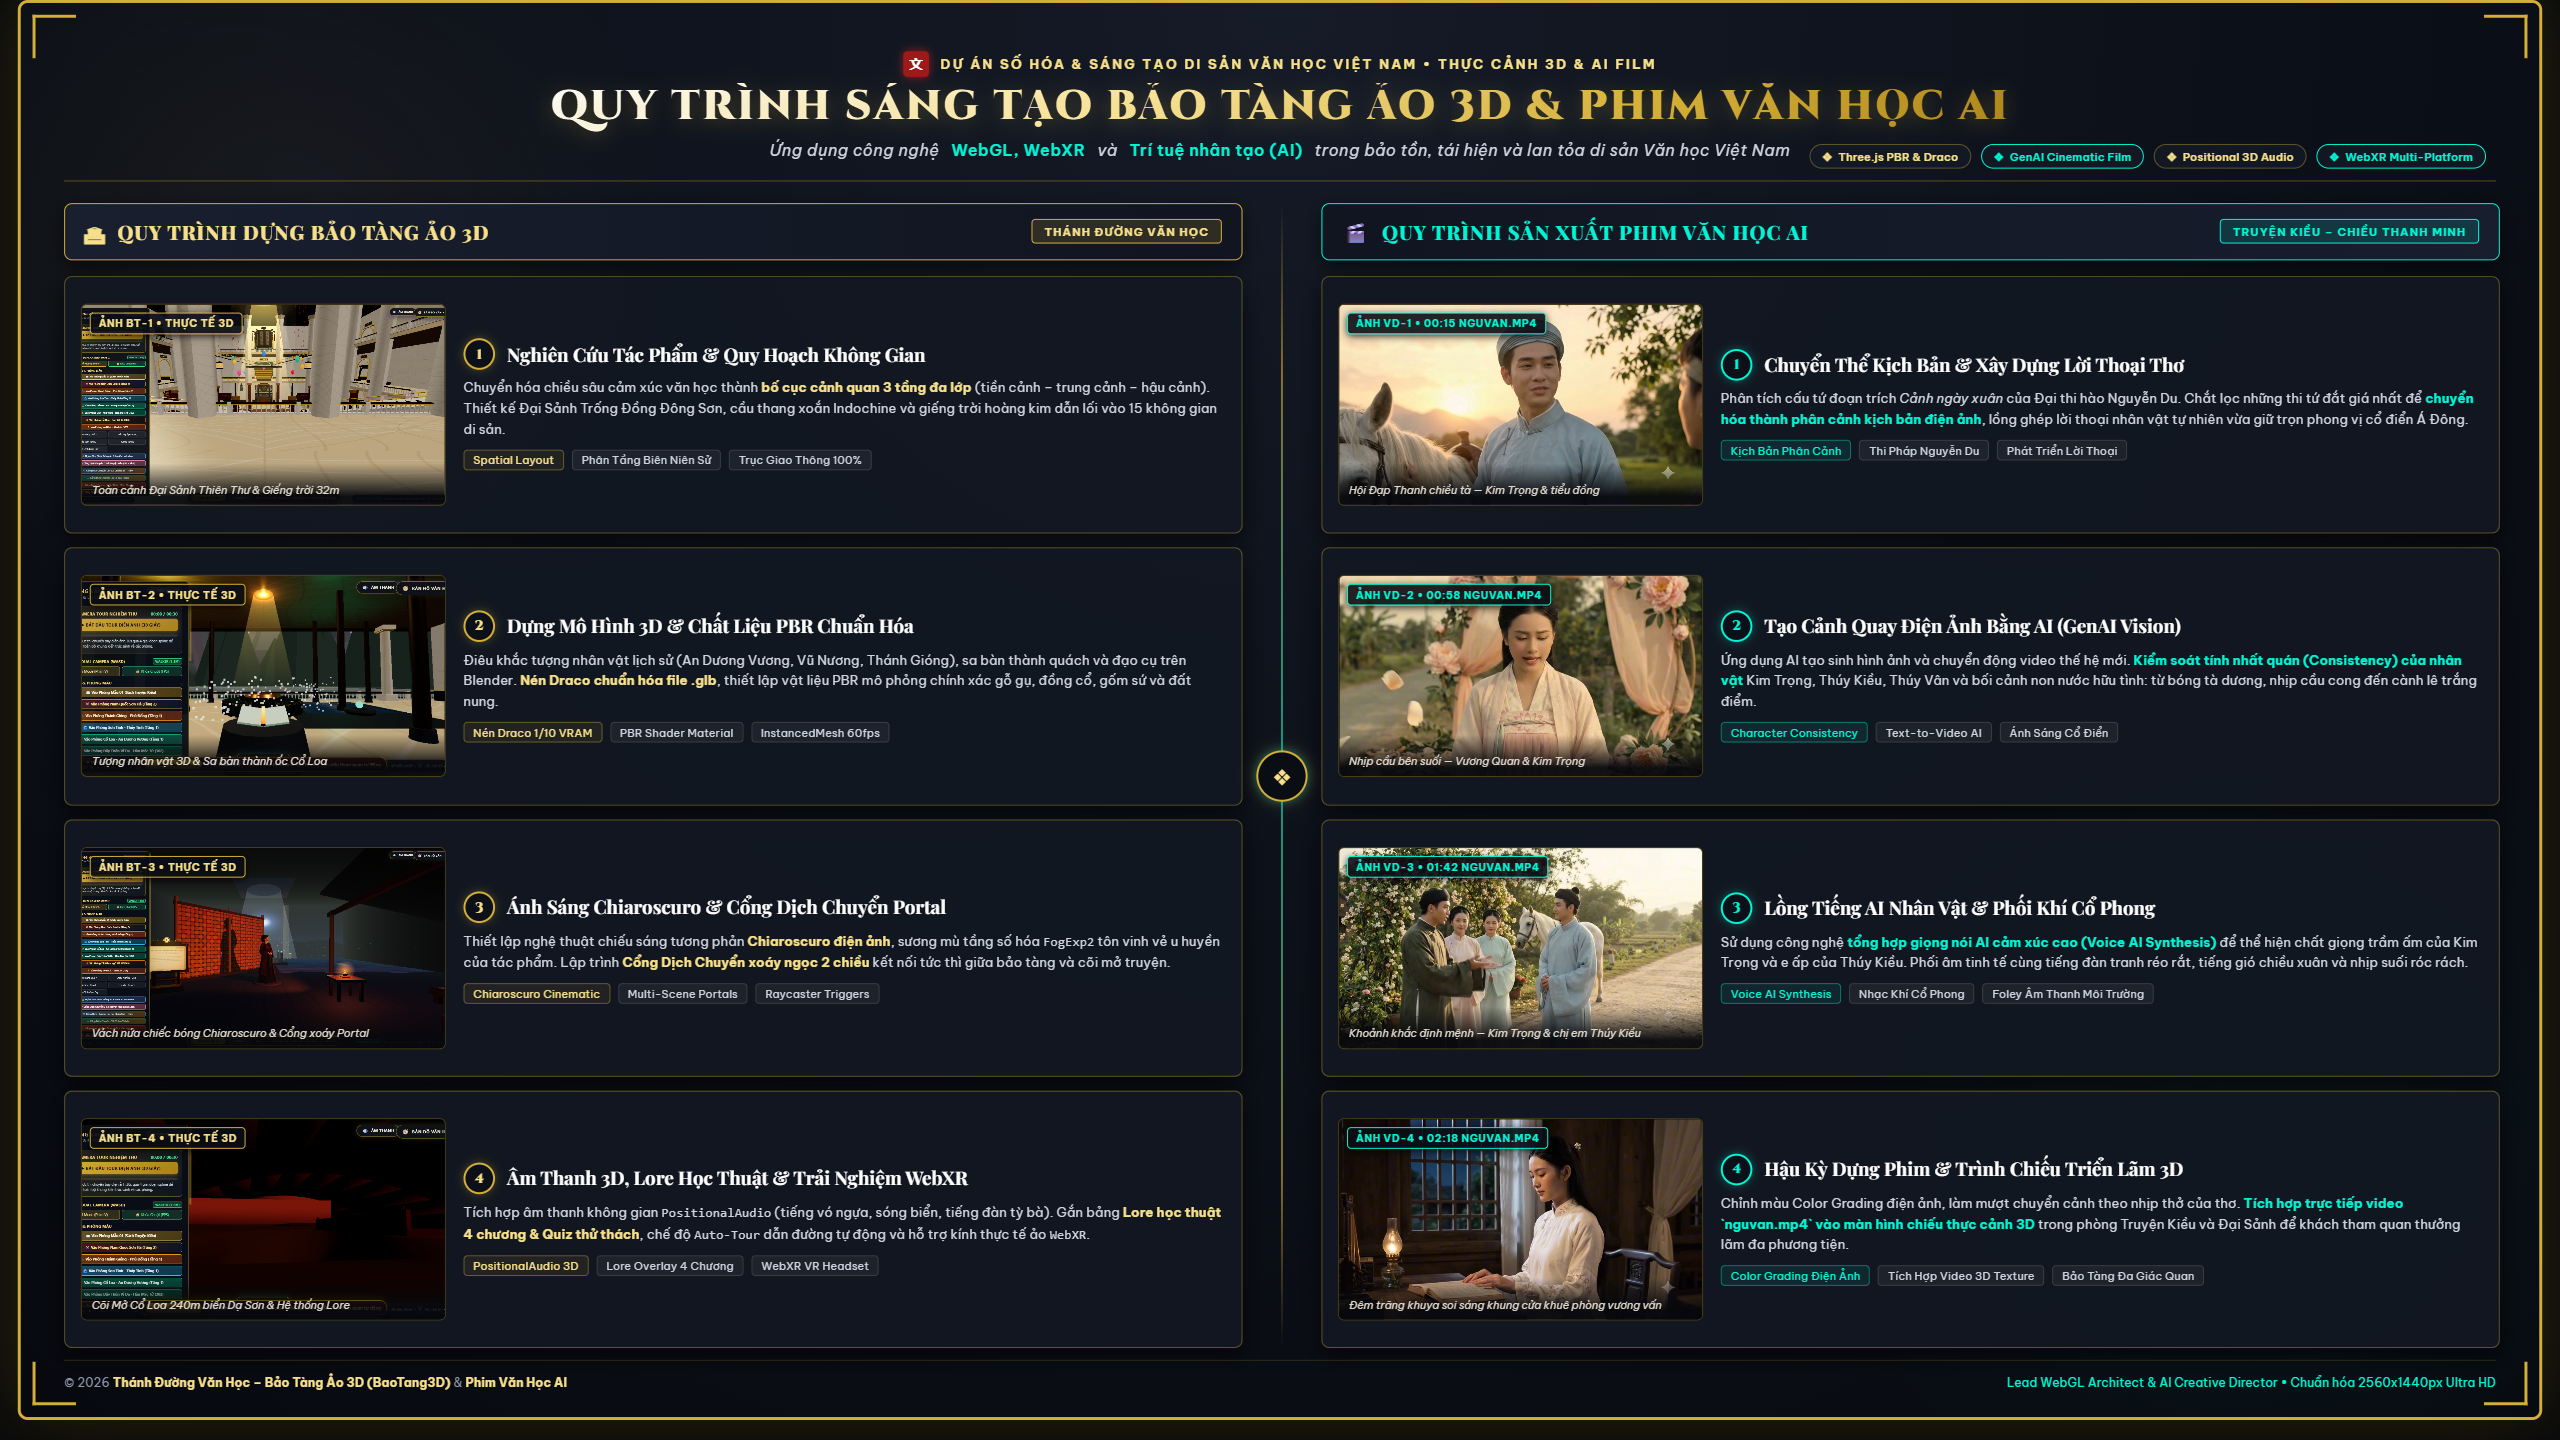 文 DỰ ÁN SỐ HÓA & SÁNG TẠO DI SẢN VĂN HỌC VIỆT NAM • THỰC CẢNH 3D & AI FILM
QUY TRÌNH SÁNG TẠO BẢO TÀNG ẢO 3D & PHIM VĂN HỌC AI
Ứng dụng công nghệ WebGL, WebXR và Trí tuệ nhân tạo (AI) trong bảo tồn, tái hiện và lan tỏa di sản Văn học Việt Nam
❖ Three.js PBR & Draco
❖ GenAI Cinematic Film
❖ Positional 3D Audio
❖ WebXR Multi-Platform
QUY TRÌNH DỰNG BẢO TÀNG ẢO 3D
THÁNH ĐƯỜNG VĂN HỌC
ẢNH BT-1 • THỰC TẾ 3D
Toàn cảnh Đại Sảnh Thiên Thư & Giếng trời 32m
1 Nghiên Cứu Tác Phẩm & Quy Hoạch Không Gian
Chuyển hóa chiều sâu cảm xúc văn học thành bố cục cảnh quan 3 tầng đa lớp (tiền cảnh – trung cảnh – hậu cảnh).
Thiết kế Đại Sảnh Trống Đồng Đông Sơn, cầu thang xoắn Indochine và giếng trời hoàng kim dẫn lối vào 15 không gian
di sản.
Spatial Layout
Phân Tầng Biên Niên Sử
Trục Giao Thông 100%
ẢNH BT-2 • THỰC TẾ 3D
ÂM THANH
Tượng nhân vật 3D & Sa bàn thành ốc Cổ Loa
2 Dựng Mô Hình 3D & Chất Liệu PBR Chuẩn Hóa
Điêu khắc tượng nhân vật lịch sử (An Dương Vương, Vũ Nương, Thánh Gióng), sa bàn thành quách và đạo cụ trên
Blender. Nén Draco chuẩn hóa file .glb, thiết lập vật liệu PBR mô phỏng chính xác gỗ gụ, đồng cổ, gốm sứ và đất
nung.
Nén Draco 1/10 VRAM
PBR Shader Material
InstancedMesh 60fps
ẢNH BT-3 • THỰC TẾ 3D
Vách nứa chiếc bóng Chiaroscuro & Cổng xoáy Portal
3 Ánh Sáng Chiaroscuro & Cổng Dịch Chuyển Portal
Thiết lập nghệ thuật chiếu sáng tương phản Chiaroscuro điện ảnh, sương mù tầng số hóa FogExp2 tôn vinh vẻ u huyền
của tác phẩm. Lập trình Cổng Dịch Chuyển xoáy ngọc 2 chiều kết nối tức thì giữa bảo tàng và cõi mở truyện.
Chiaroscuro Cinematic
Multi-Scene Portals
Raycaster Triggers
ẢNH BT-4 • THỰC TẾ 3D
ÂM THANH
Cõi Mở Cổ Loa 240m biển Dạ Sơn & Hệ thống Lore
4 Âm Thanh 3D, Lore Học Thuật & Trải Nghiệm WebXR
Tích hợp âm thanh không gian PositionalAudio (tiếng vó ngựa, sóng biển, tiếng đàn tỳ bà). Gắn bảng Lore học thuật
4 chương & Quiz thử thách, chế độ Auto-Tour dẫn đường tự động và hỗ trợ kính thực tế ảo WebXR.
PositionalAudio 3D
Lore Overlay 4 Chương
WebXR VR Headset
QUY TRÌNH SẢN XUẤT PHIM VĂN HỌC AI
TRUYỆN KIỀU – CHIỀU THANH MINH
ẢNH VD-1 • 00:15 NGUVAN.MP4
Hội Đạp Thanh chiều tà — Kim Trọng & tiểu đồng
1 Chuyển Thể Kịch Bản & Xây Dựng Lời Thoại Thơ
Phân tích cấu tứ đoạn trích Cảnh ngày xuân của Đại thi hào Nguyễn Du. Chắt lọc những thi tứ đắt giá nhất để chuyển
hóa thành phân cảnh kịch bản điện ảnh, lồng ghép lời thoại nhân vật tự nhiên vừa giữ trọn phong vị cổ điển Á Đông.
Kịch Bản Phân Cảnh
Thi Pháp Nguyễn Du
Phát Triển Lời Thoại
ẢNH VD-2 • 00:58 NGUVAN.MP4
Nhịp cầu bên suối — Vương Quan & Kim Trọng
2 Tạo Cảnh Quay Điện Ảnh Bằng AI (GenAI Vision)
Ứng dụng AI tạo sinh hình ảnh và chuyển động video thế hệ mới. Kiểm soát tính nhất quán (Consistency) của nhân
vật Kim Trọng, Thúy Kiều, Thúy Vân và bối cảnh non nước hữu tình: từ bóng tà dương, nhịp cầu cong đến cành lê trắng
điểm.
Character Consistency
Text-to-Video AI
Ánh Sáng Cổ Điển
ẢNH VD-3 • 01:42 NGUVAN.MP4
Khoảnh khắc định mệnh — Kim Trọng & chị em Thúy Kiều
3 Lồng Tiếng AI Nhân Vật & Phối Khí Cổ Phong
Sử dụng công nghệ tổng hợp giọng nói AI cảm xúc cao (Voice AI Synthesis) để thể hiện chất giọng trầm ấm của Kim
Trọng và e ấp của Thúy Kiều. Phối âm tinh tế cùng tiếng đàn tranh réo rắt, tiếng gió chiều xuân và nhịp suối róc rách.
Voice AI Synthesis
Nhạc Khí Cổ Phong
Foley Âm Thanh Môi Trường
ẢNH VD-4 • 02:18 NGUVAN.MP4
Đêm trăng khuya soi sáng khung cửa khuê phòng vương vấn
4 Hậu Kỳ Dựng Phim & Trình Chiếu Triển Lãm 3D
Chỉnh màu Color Grading điện ảnh, làm mượt chuyển cảnh theo nhịp thở của thơ. Tích hợp trực tiếp video
`nguvan.mp4` vào màn hình chiếu thực cảnh 3D trong phòng Truyện Kiều và Đại Sảnh để khách tham quan thưởng
lãm đa phương tiện.
Color Grading Điện Ảnh
Tích Hợp Video 3D Texture
Bảo Tàng Đa Giác Quan
© 2026 Thánh Đường Văn Học – Bảo Tàng Ảo 3D (BaoTang3D) & Phim Văn Học AI
Lead WebGL Architect & AI Creative Director • Chuẩn hóa 2560x1440px Ultra HD